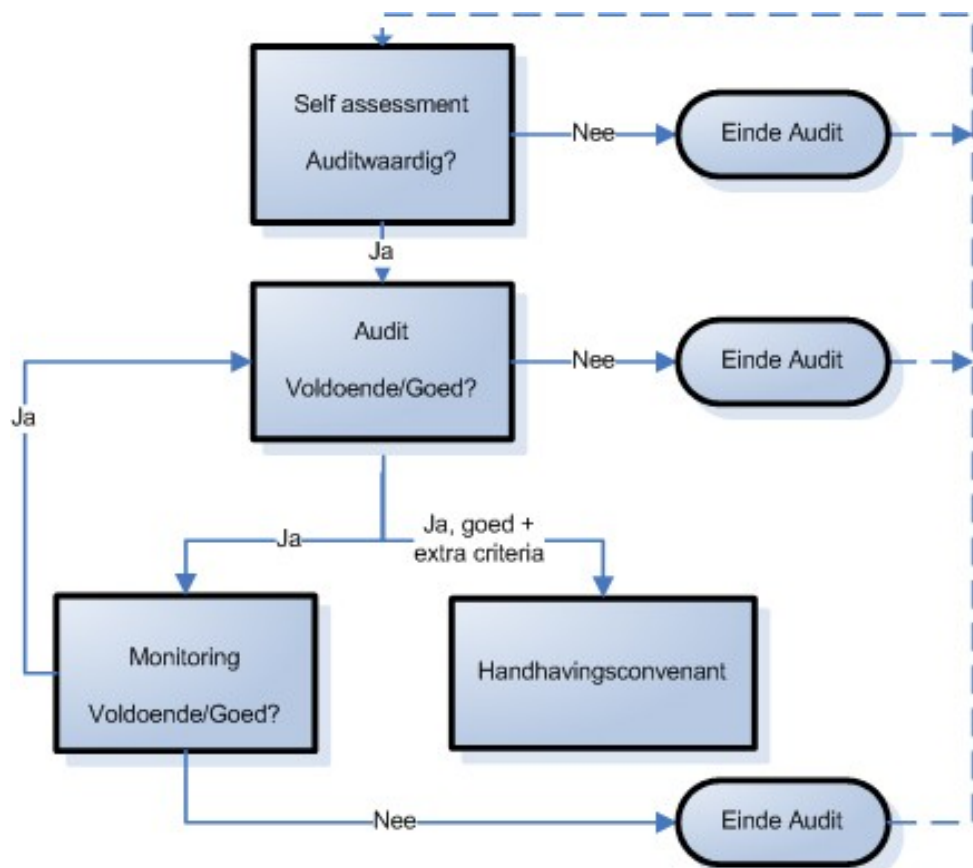 Self assessment
Auditwaardig?
Nee
Einde Audit
Ja
Audit
Voldoende/Goed?
Nee
Einde Audit
Ja
Ja
Ja, goed +
extra criteria
Monitoring
Voldoende/Goed?
Handhavingsconvenant
Nee
Einde Audit